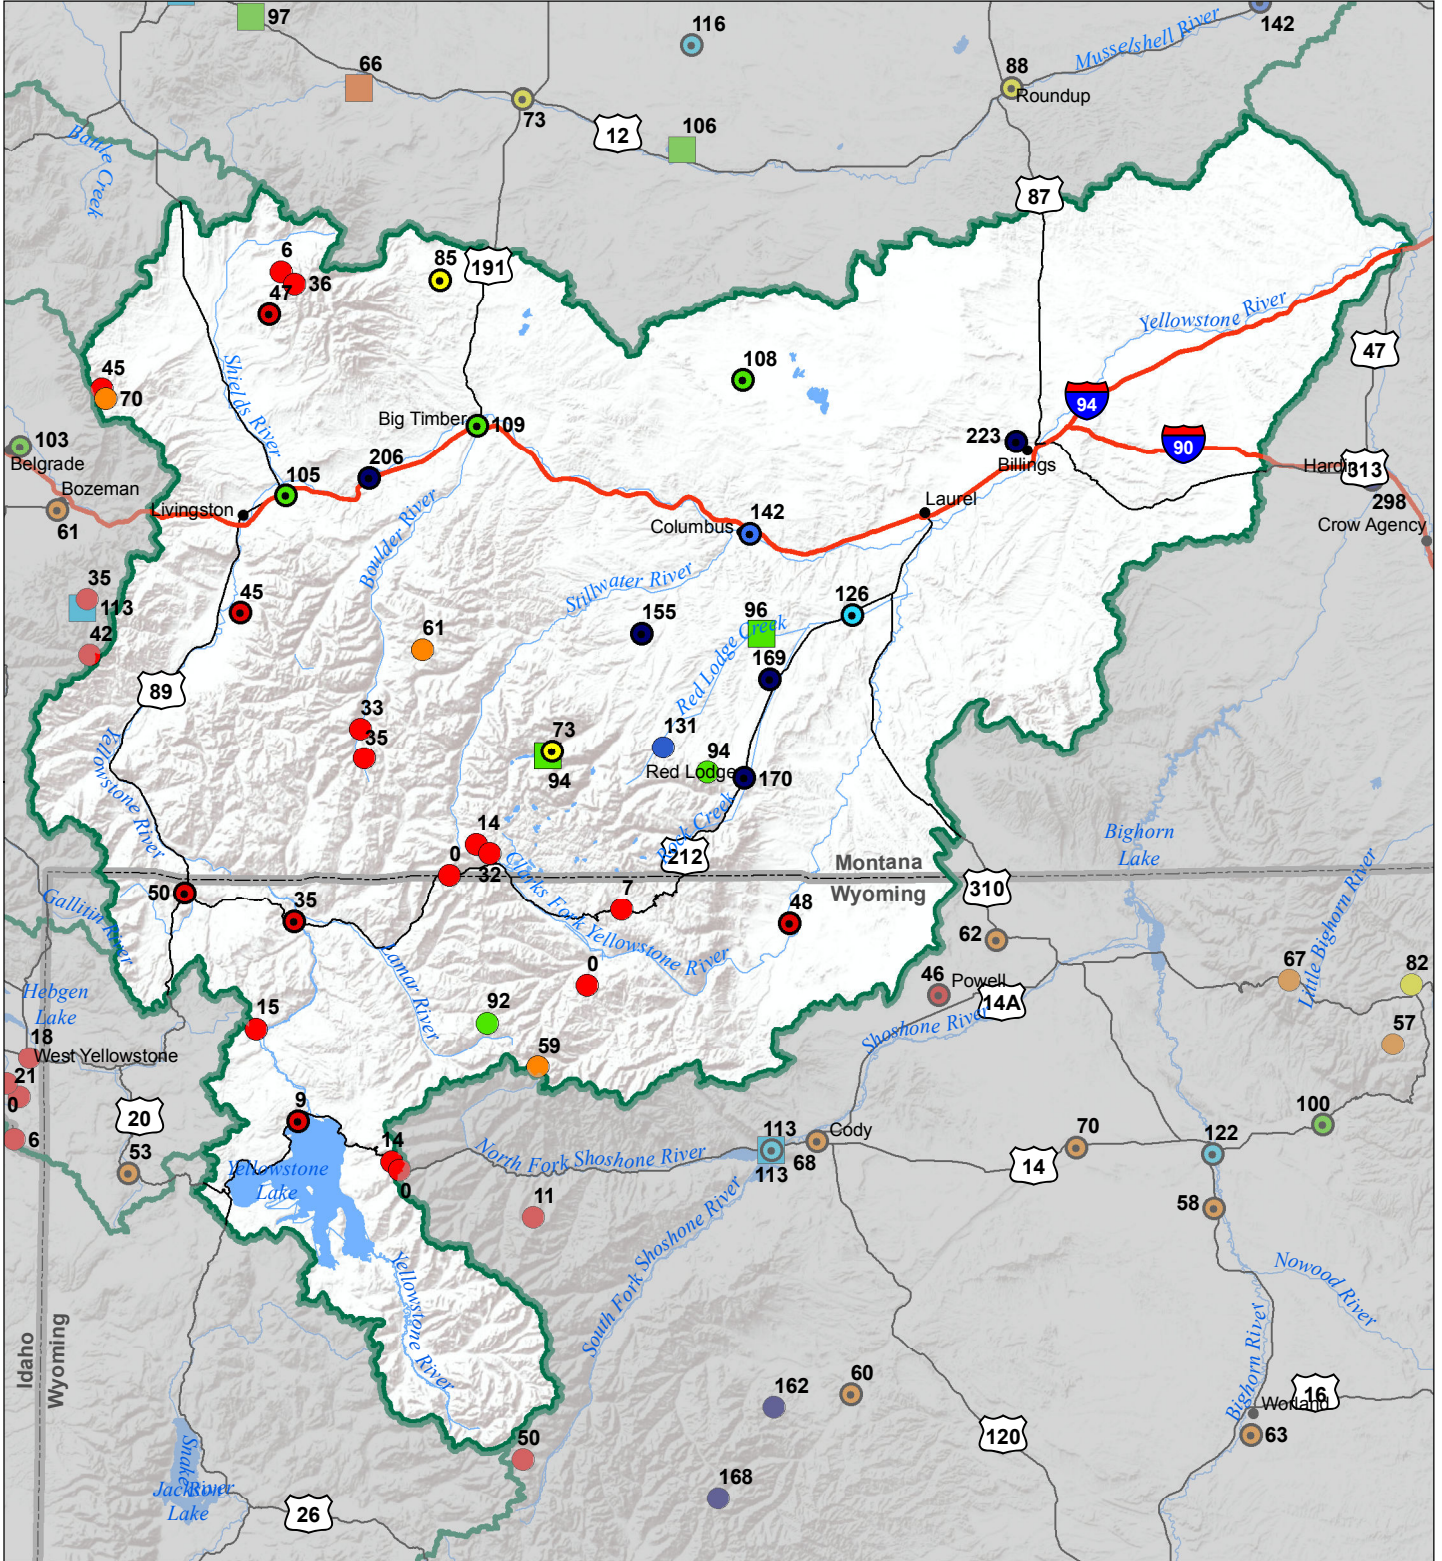 97
116
142
Musselshell River
66
88
Roundup
73
12
106
Battle
Creek
87
6
36
47
85
191
Yellowstone River
47
45
70
Shields River
108
94
Big Timber
109
103
Belgrade
223
Billings
90
Hardin
313
298
Crow Agency
Bozeman
61
206
105
Livingston
Boulder River
Laurel
142
Columbus
Stillwater River
35
113
42
45
61
155
96
126
Red Lodge Creek
169
89
33
35
73
94
131
94
Red Lodge
170
Yellowstone River
Rock Creek
212
14
0
32
Clarks Fork Yellowstone River
Montana
Wyoming
Bighorn
Lake
310
Little Bighorn River
50
35
7
48
Gallitin River
Lamar River
62
0
46
Powell
14A
67
82
Hebgen
Lake
15
92
Shoshone River
57
18
West Yellowstone
59
21
0
20
6
9
100
53
14
0
Yellowstone
Lake
North Fork Shoshone River
113
113
68
Cody
14
70
122
58
11
South Fork Shoshone River
Yellowstone River
Nowood River
Idaho
Wyoming
Bighorn River
162
60
16
Worland
63
120
50
168
Snake River
Jackson
Lake
26